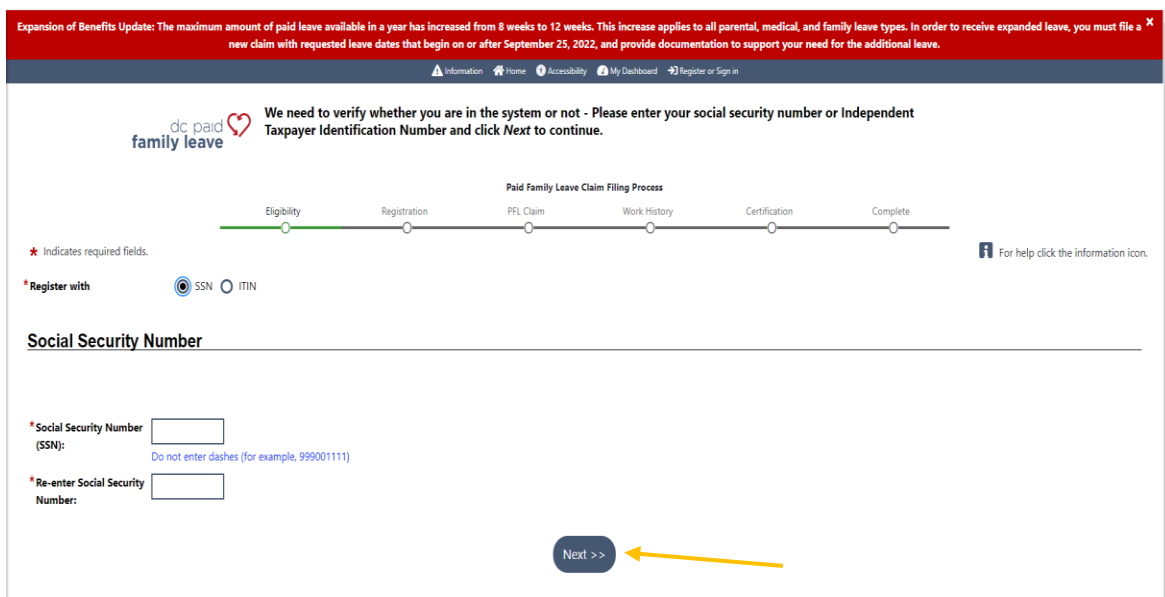 Expansion of Benefits Update: The maximum amount of paid leave available in a year has increased from 8 weeks to 12 weeks. This increase applies to all parental, medical, and family leave types. In order to receive expanded leave, you must file a x
new claim with requested leave dates that begin on or after September 25, 2022, and provide documentation to support your need for the additional leave.
Information Home Accessibility My Dashboard Register or Sign in
dc paid
family leave
We need to verify whether you are in the system or not - Please enter your social security number or Independent
Taxpayer Identification Number and click Next to continue.
Paid Family Leave Claim Filing Process
Eligibility Registration PFL Claim Work History Certification Complete
* Indicates required fields.
i For help click the information icon.
* Register with SSN ITIN
Social Security Number
* Social Security Number
(SSN):
Do not enter dashes (for example, 999001111)
* Re-enter Social Security
Number:
Next >>